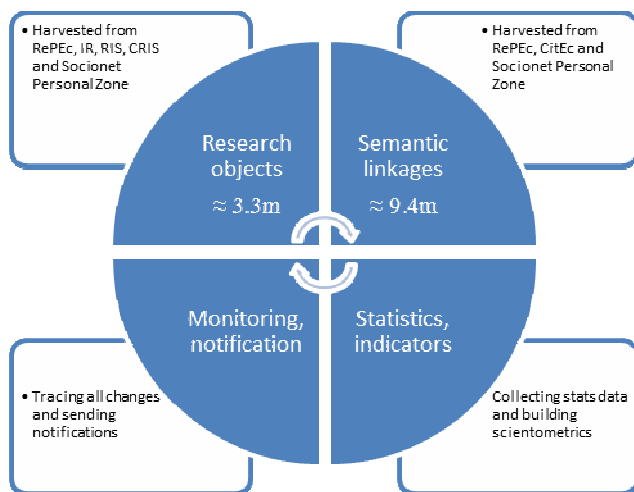 • Harvested from
RePEc, IR, RIS, CRIS
and Socionet
Personal Zone
• Harvested from
RePEc, CitEc and
Socionet Personal
Zone
Research
objects
≈ 3.3m
Semantic
linkages
≈ 9.4m
Monitoring,
notification
Statistics,
indicators
• Tracing all changes
and sending
notifications
Collecting stats data
and building
scientometrics